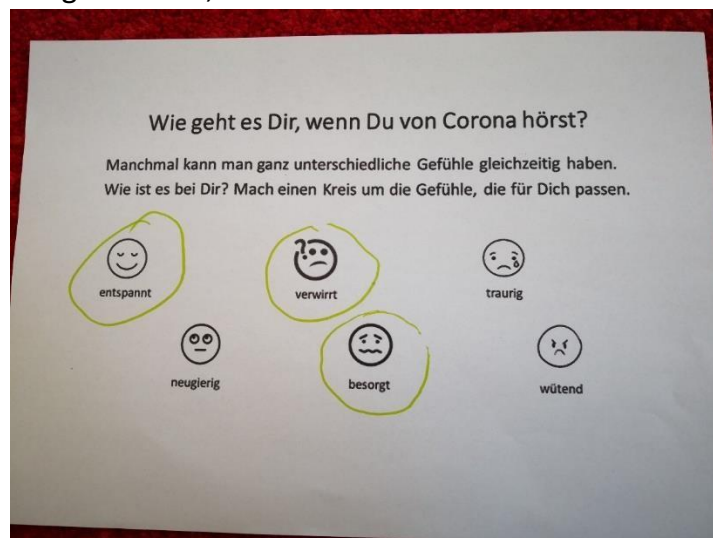 Wie geht es Dir, wenn Du von Corona hörst?
Manchmal kann man ganz unterschiedliche Gefühle gleichzeitig haben.
Wie ist es bei Dir? Mach einen Kreis um die Gefühle, die für Dich passen.
entspannt verwirrt traurig
neugierig besorgt wütend